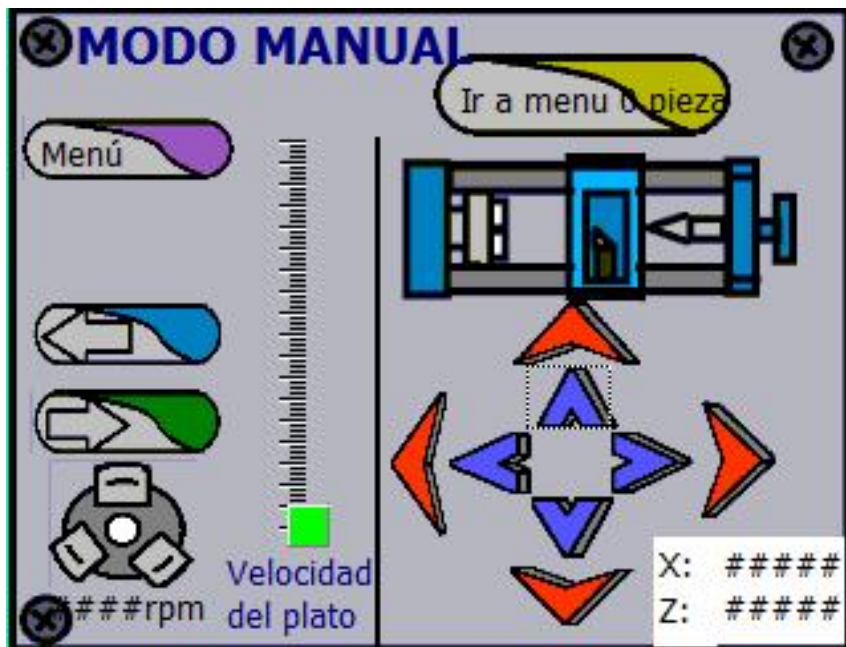 MODO MANUAL
Ir a menu 0 pieza
Menú
Velocidad
del plato
####rpm
X: #####
Z: #####